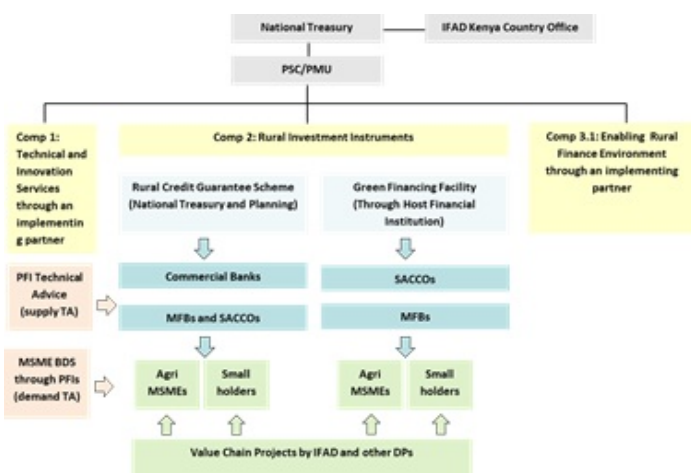 National Treasury
IFAD Kenya Country Office
PSC/PMU
Comp 1:
Technical and
Innovation
Services
through an
implementin
g partner
Comp 2: Rural Investment Instruments
Comp 3.1: Enabling Rural
Finance Environment
through an implementing
partner
Rural Credit Guarantee Scheme
(National Treasury and Planning)
Green Financing Facility
(Through Host Financial
Institution)
PFI Technical
Advice
(supply TA)
Commercial Banks
SACCOs
MFBs and SACCOs
MFBs
MSME BDS
through PFIs
(demand TA)
Agri
MSMEs
Small
holders
Agri
MSMEs
Small
holders
Value Chain Projects by IFAD and other DPs